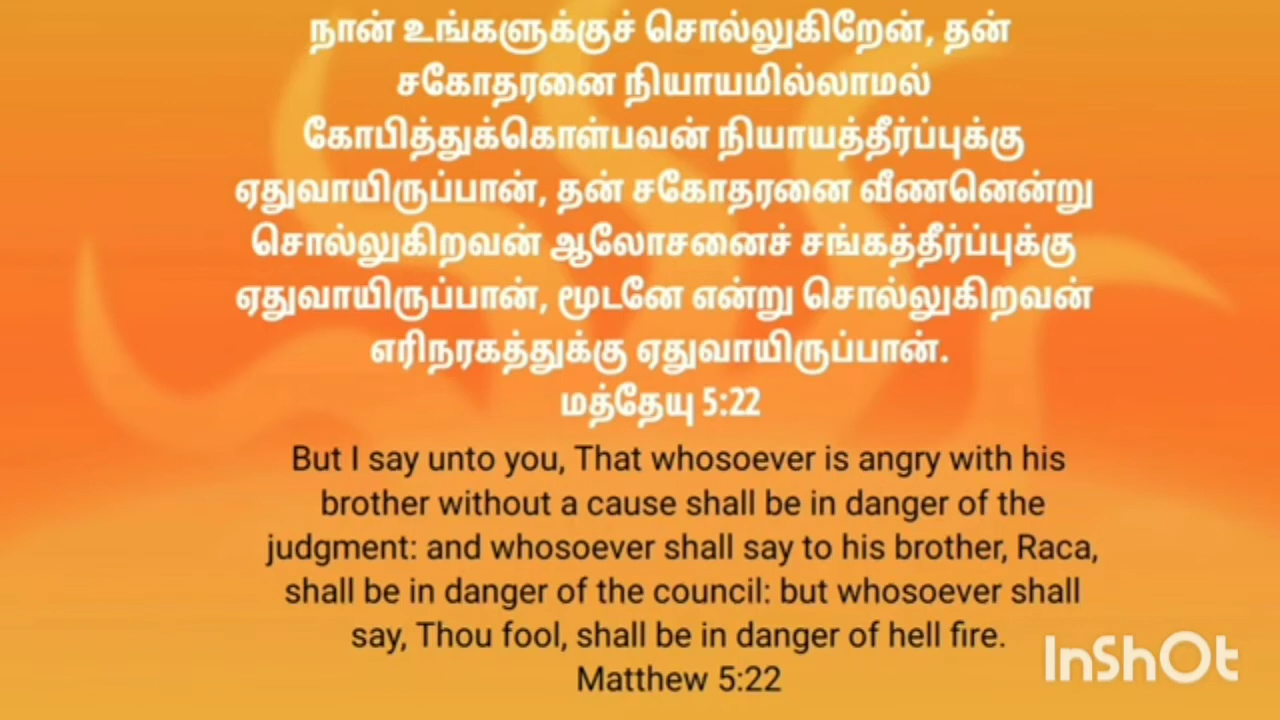 நான் உங்களுக்குச் சொல்லுகிறேன், தன்
சகோதரனை நியாயமில்லாமல்
கோபித்துக்கொள்பவன் நியாயத்தீர்ப்புக்கு
ஏதுவாயிருப்பான், தன் சகோதரனை வீணனென்று
சொல்லுகிறவன் ஆலோசனைச் சங்கத்தீர்ப்புக்கு
ஏதுவாயிருப்பான், மூடனே என்று சொல்லுகிறவன்
எரிநரகத்துக்கு ஏதுவாயிருப்பான்.
மத்தேயு 5:22
But I say unto you, That whosoever is angry with his
brother without a cause shall be in danger of the
judgment: and whosoever shall say to his brother, Raca,
shall be in danger of the council: but whosoever shall
say, Thou fool, shall be in danger of hell fire.
Matthew 5:22
InShOt